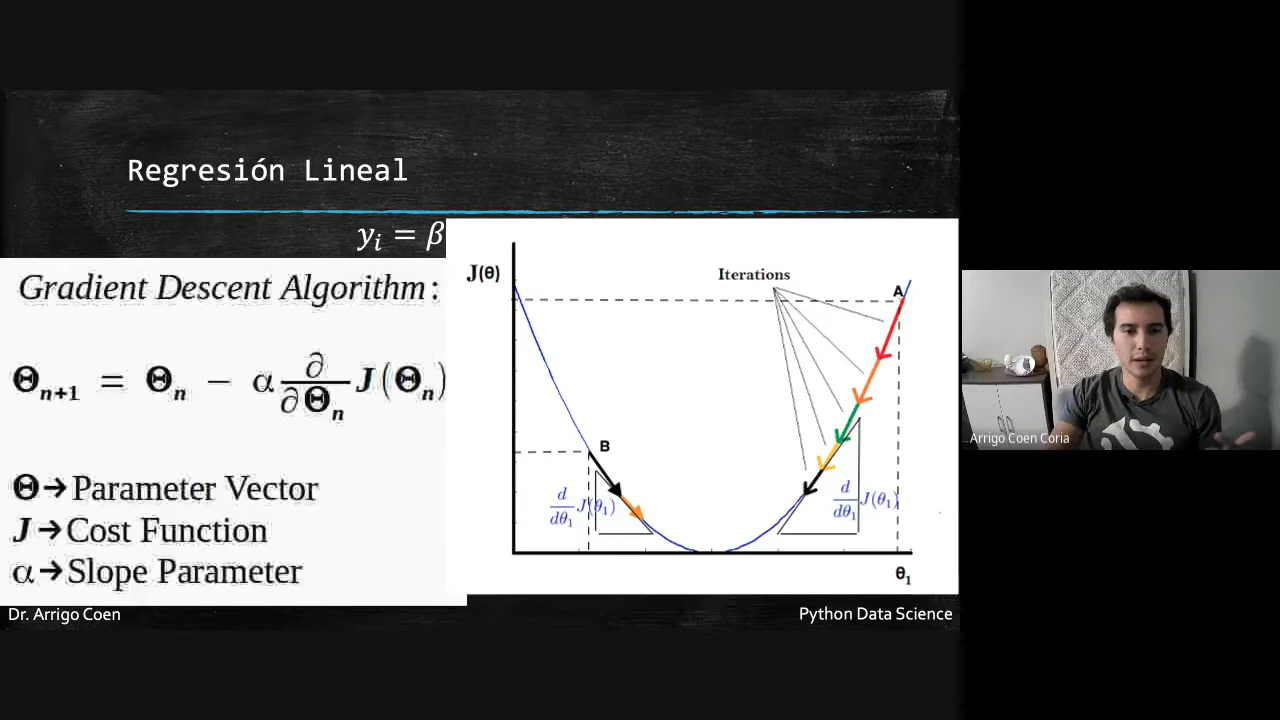 Regresión Lineal
yᵢ = β
Gradient Descent Algorithm:
Θₙ₊₁ = Θₙ − α ∂/∂Θₙ J(Θₙ)
Θ→Parameter Vector
J→Cost Function
α→Slope Parameter
J(θ)
Iterations
A
B
d/dθ₁ J(θ₁)
d/dθ₁ J(θ₁)
θ₁
Arrigo Coen Coria
Dr. Arrigo Coen
Python Data Science